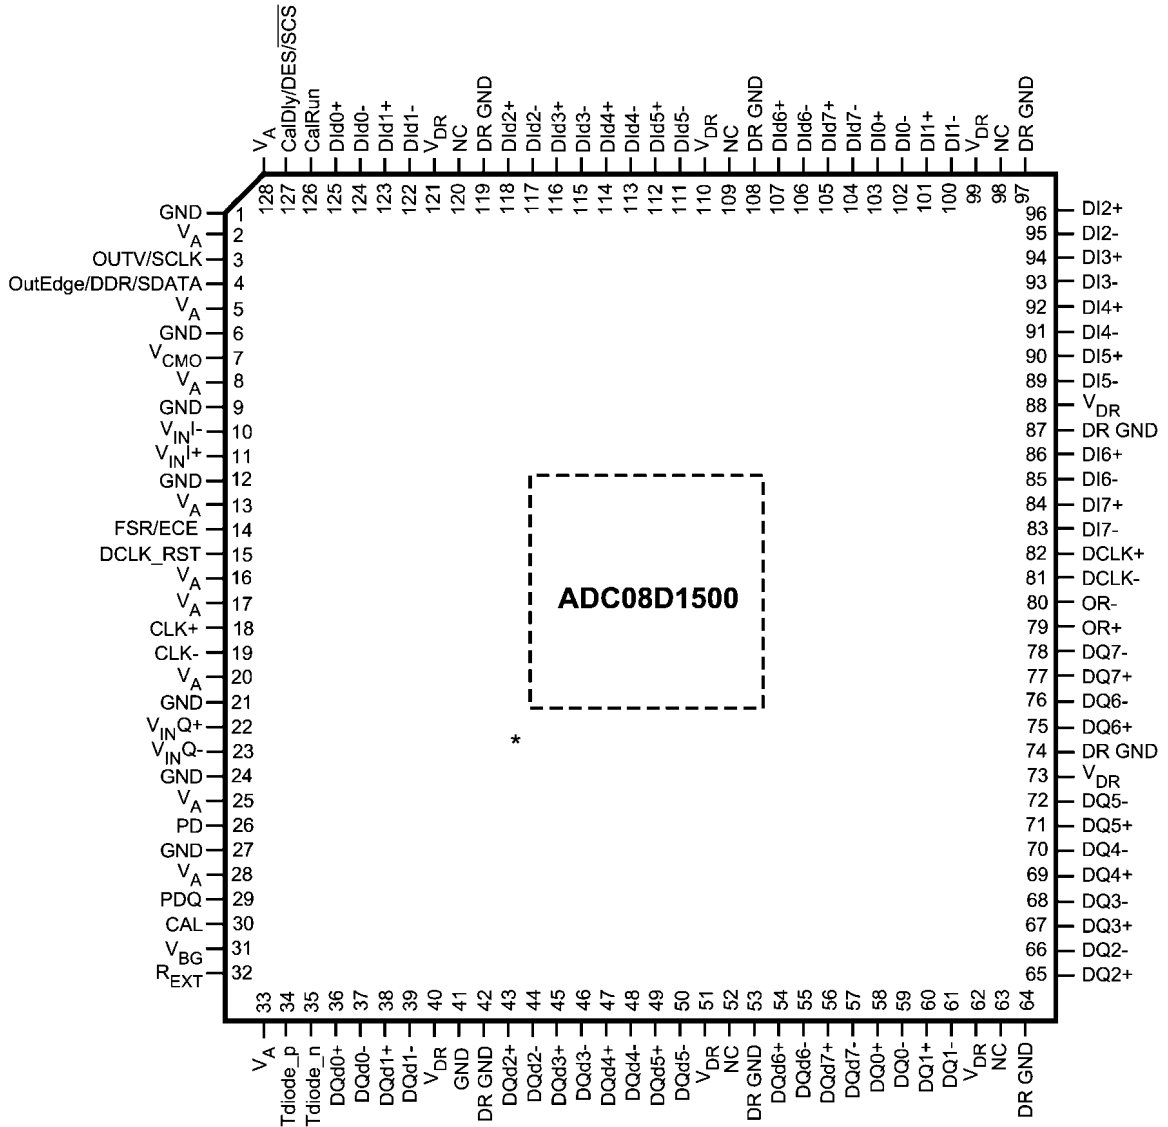 VA
CalDly/DES/SCS
CalRun
DId0+
DId0-
DId1+
DId1-
VDR
NC
DR GND
DId2+
DId2-
DId3+
DId3-
DId4+
DId4-
DId5+
DId5-
VDR
NC
DR GND
DId6+
DId6-
DId7+
DId7-
DI0+
DI0-
DI1+
DI1-
VDR
NC
DR GND
128
127
126
125
124
123
122
121
120
119
118
117
116
115
114
113
112
111
110
109
108
107
106
105
104
103
102
101
100
99
98
97
GND 1
VA 2
OUTV/SCLK 3
OutEdge/DDR/SDATA 4
VA 5
GND 6
VCMO 7
VA 8
GND 9
VINI- 10
VINI+ 11
GND 12
VA 13
FSR/ECE 14
DCLK_RST 15
VA 16
VA 17
CLK+ 18
CLK- 19
VA 20
GND 21
VINQ+ 22
VINQ- 23
GND 24
VA 25
PD 26
GND 27
VA 28
PDQ 29
CAL 30
VBG 31
REXT 32
ADC08D1500
*
96 DI2+
95 DI2-
94 DI3+
93 DI3-
92 DI4+
91 DI4-
90 DI5+
89 DI5-
88 VDR
87 DR GND
86 DI6+
85 DI6-
84 DI7+
83 DI7-
82 DCLK+
81 DCLK-
80 OR-
79 OR+
78 DQ7-
77 DQ7+
76 DQ6-
75 DQ6+
74 DR GND
73 VDR
72 DQ5-
71 DQ5+
70 DQ4-
69 DQ4+
68 DQ3-
67 DQ3+
66 DQ2-
65 DQ2+
33
34
35
36
37
38
39
40
41
42
43
44
45
46
47
48
49
50
51
52
53
54
55
56
57
58
59
60
61
62
63
64
VA
Tdiode_p
Tdiode_n
DQd0+
DQd0-
DQd1+
DQd1-
VDR
GND
DR GND
DQd2+
DQd2-
DQd3+
DQd3-
DQd4+
DQd4-
DQd5+
DQd5-
VDR
NC
DR GND
DQd6+
DQd6-
DQd7+
DQd7-
DQ0+
DQ0-
DQ1+
DQ1-
VDR
NC
DR GND